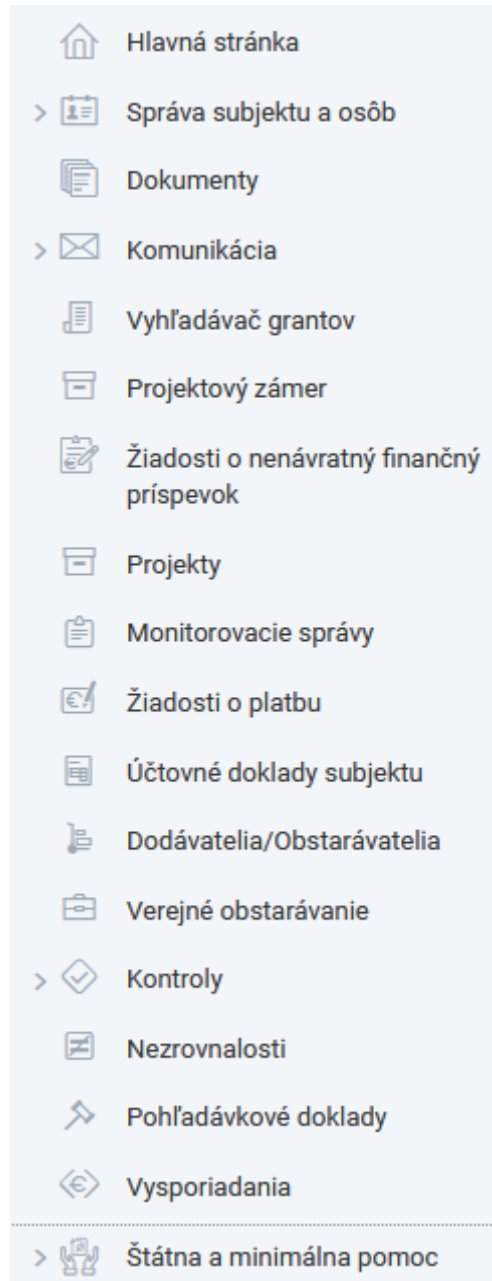 Hlavná stránka
Správa subjektu a osôb
Dokumenty
Komunikácia
Vyhľadávač grantov
Projektový zámer
Žiadosti o nenávratný finančný
príspevok
Projekty
Monitorovacie správy
Žiadosti o platbu
Účtovné doklady subjektu
Dodávatelia/Obstarávatelia
Verejné obstarávanie
Kontroly
Nezrovnalosti
Pohľadávkové doklady
Vysporiadania
Štátna a minimálna pomoc